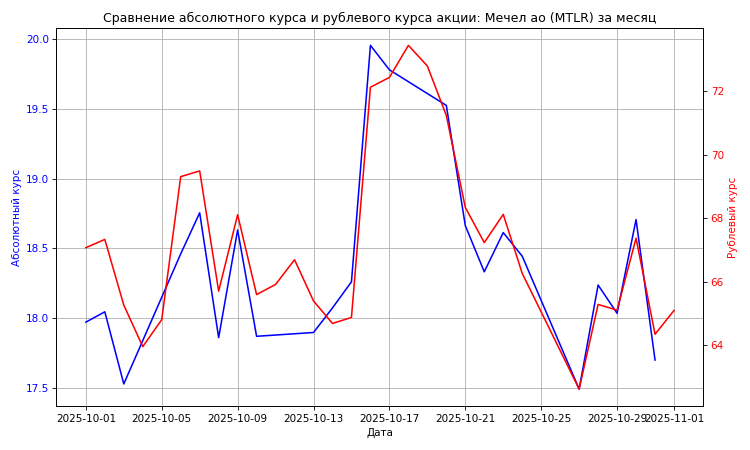 Сравнение абсолютного курса и рублевого курса акции: Мечел ао (MTLR) за месяц
20.0
19.5
19.0
18.5
18.0
17.5
Абсолютный курс
72
70
68
66
64
Рублевый курс
2025-10-01 2025-10-05 2025-10-09 2025-10-13 2025-10-17 2025-10-21 2025-10-25 2025-10-29 2025-11-01
Дата